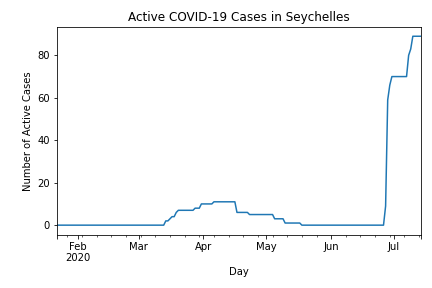 Active COVID-19 Cases in Seychelles
Number of Active Cases
80
60
40
20
0
Feb Mar Apr May Jun Jul
2020
Day